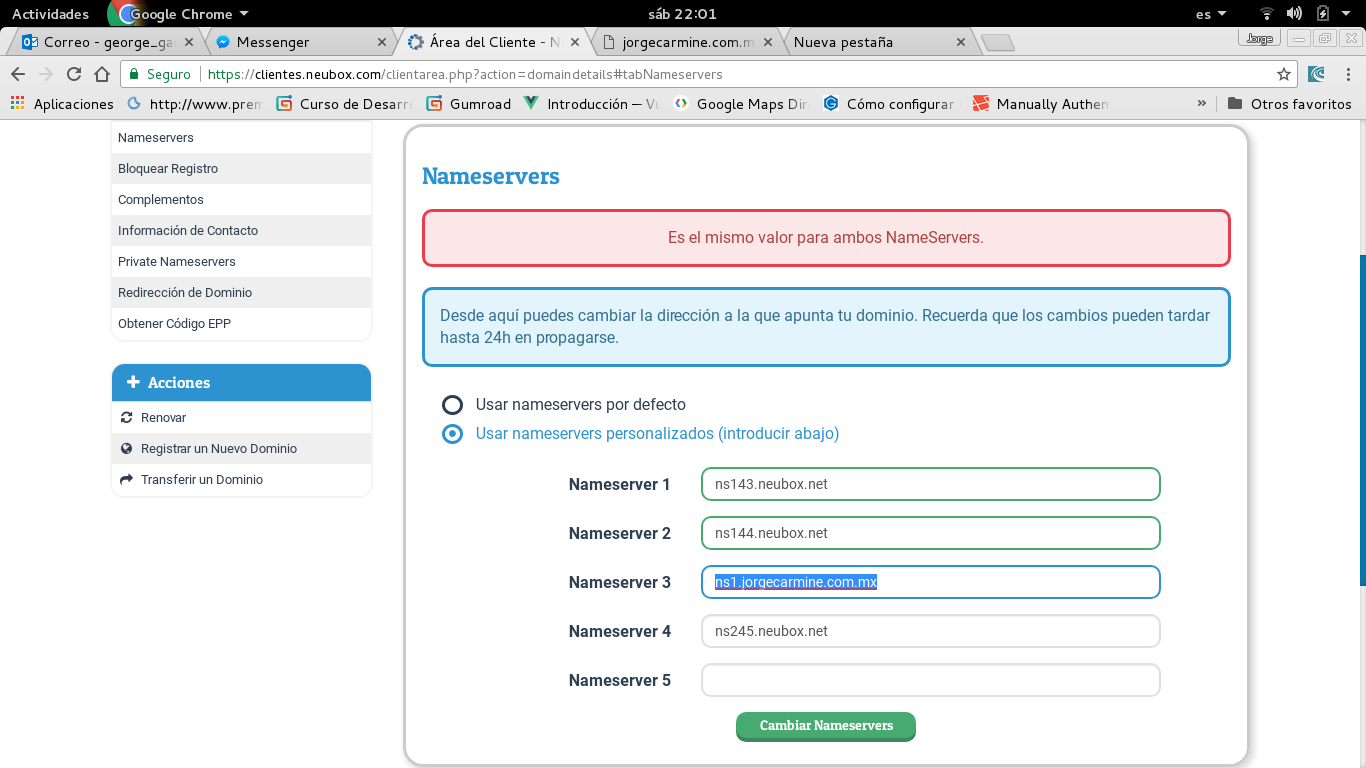 Actividades Google Chrome sáb 22:01 es
Correo - george_ga Messenger Área del Cliente - N jorgecarmine.com.m Nueva pestaña Jorge
Seguro https://clientes.neubox.com/clientarea.php?action=domaindetails#tabNameservers
Aplicaciones http://www.prem Curso de Desarr Gumroad Introducción — Vu Google Maps Dir Cómo configurar Manually Authen » Otros favoritos
Nameservers
Bloquear Registro
Complementos
Información de Contacto
Private Nameservers
Redirección de Dominio
Obtener Código EPP
Acciones
Renovar
Registrar un Nuevo Dominio
Transferir un Dominio
Nameservers
Es el mismo valor para ambos NameServers.
Desde aquí puedes cambiar la dirección a la que apunta tu dominio. Recuerda que los cambios pueden tardar
hasta 24h en propagarse.
Usar nameservers por defecto
Usar nameservers personalizados (introducir abajo)
Nameserver 1 ns143.neubox.net
Nameserver 2 ns144.neubox.net
Nameserver 3 ns1.jorgecarmine.com.mx
Nameserver 4 ns245.neubox.net
Nameserver 5
Cambiar Nameservers